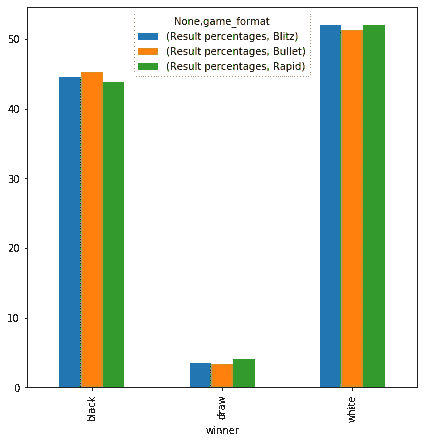 None,game_format
(Result percentages, Blitz)
(Result percentages, Bullet)
(Result percentages, Rapid)
50
40
30
20
10
0
black
draw
white
winner